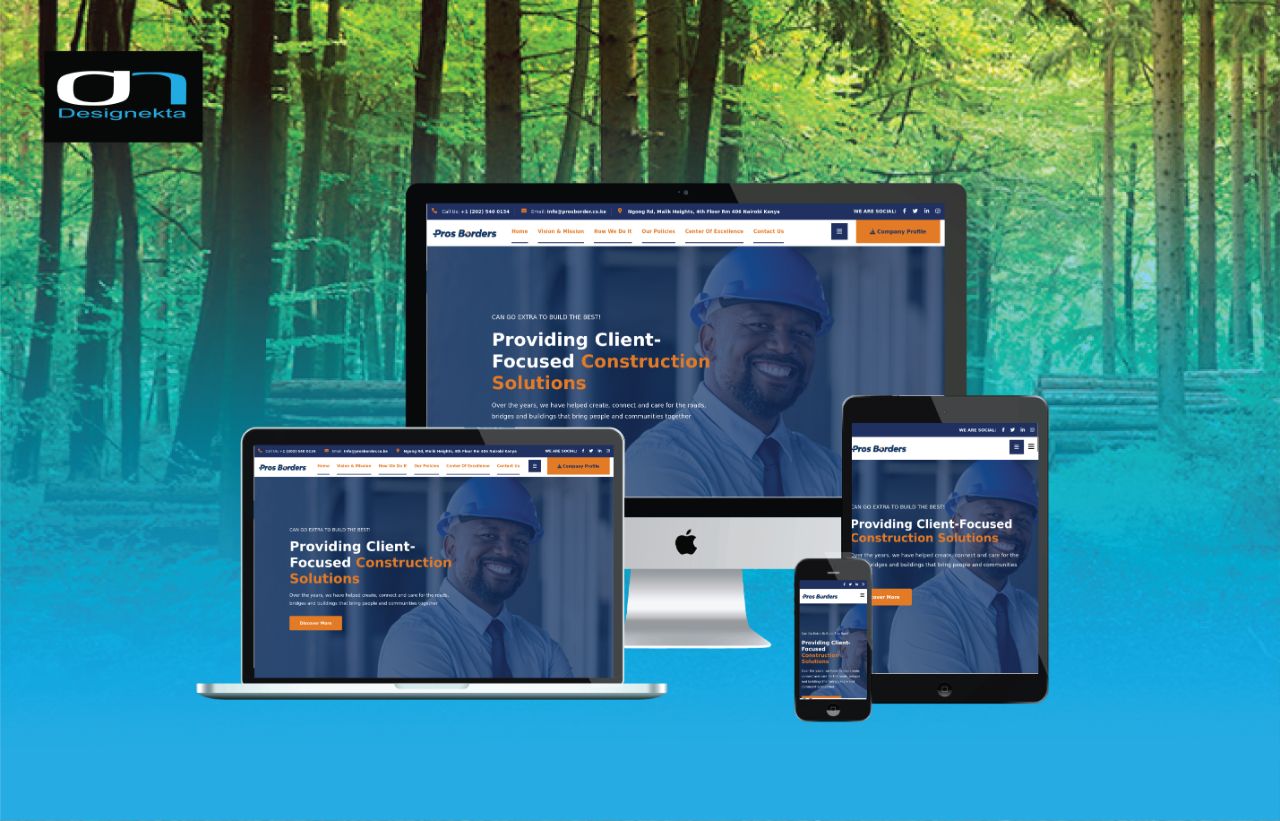 Designekta
Call Us: +1 (202) 540 0134
Email: info@prosborder.co.ke
Ngong Rd, Malik Heights, 4th Floor Rm 406 Nairobi Kenya
WE ARE SOCIAL:
Pros Borders
Home
Vision & Mission
How We Do It
Our Policies
Center Of Excellence
Contact Us
Company Profile
CAN GO EXTRA TO BUILD THE BEST!
Providing Client-
Focused Construction
Solutions
Over the years, we have helped create, connect and care for the roads,
bridges and buildings that bring people and communities together
Call Us: +1 (202) 540 0134
Email: info@prosborder.co.ke
Ngong Rd, Malik Heights, 4th Floor Rm 406 Nairobi Kenya
WE ARE SOCIAL:
Pros Borders
Home
Vision & Mission
How We Do It
Our Policies
Center Of Excellence
Contact Us
Company Profile
CAN GO EXTRA TO BUILD THE BEST!
Providing Client-
Focused Construction
Solutions
Over the years, we have helped create, connect and care for the roads,
bridges and buildings that bring people and communities together
Discover More
WE ARE SOCIAL:
Pros Borders
CAN GO EXTRA TO BUILD THE BEST!
Providing Client-Focused
Construction Solutions
Over the years, we have helped create, connect and care for the
bridges and buildings that bring people and communities
cover More
Pros Borders
Providing Client-
Focused
Construction
Solutions